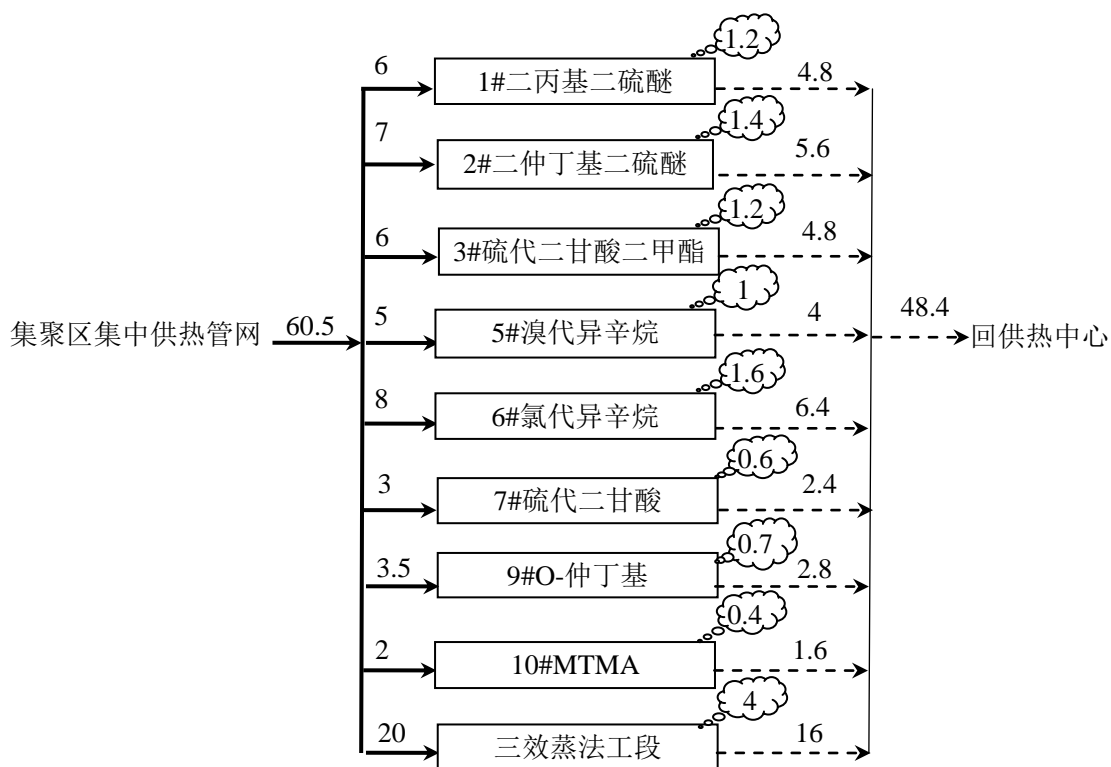 1.2
6
1#二丙基二硫醚
4.8
1.4
7
2#二仲丁基二硫醚
5.6
1.2
6
3#硫代二甘酸二甲酯
4.8
1
集聚区集中供热管网
60.5
5
5#溴代异辛烷
4
48.4
回供热中心
1.6
8
6#氯代异辛烷
6.4
0.6
3
7#硫代二甘酸
2.4
0.7
3.5
9#O-仲丁基
2.8
0.4
2
10#MTMA
1.6
4
20
三效蒸法工段
16